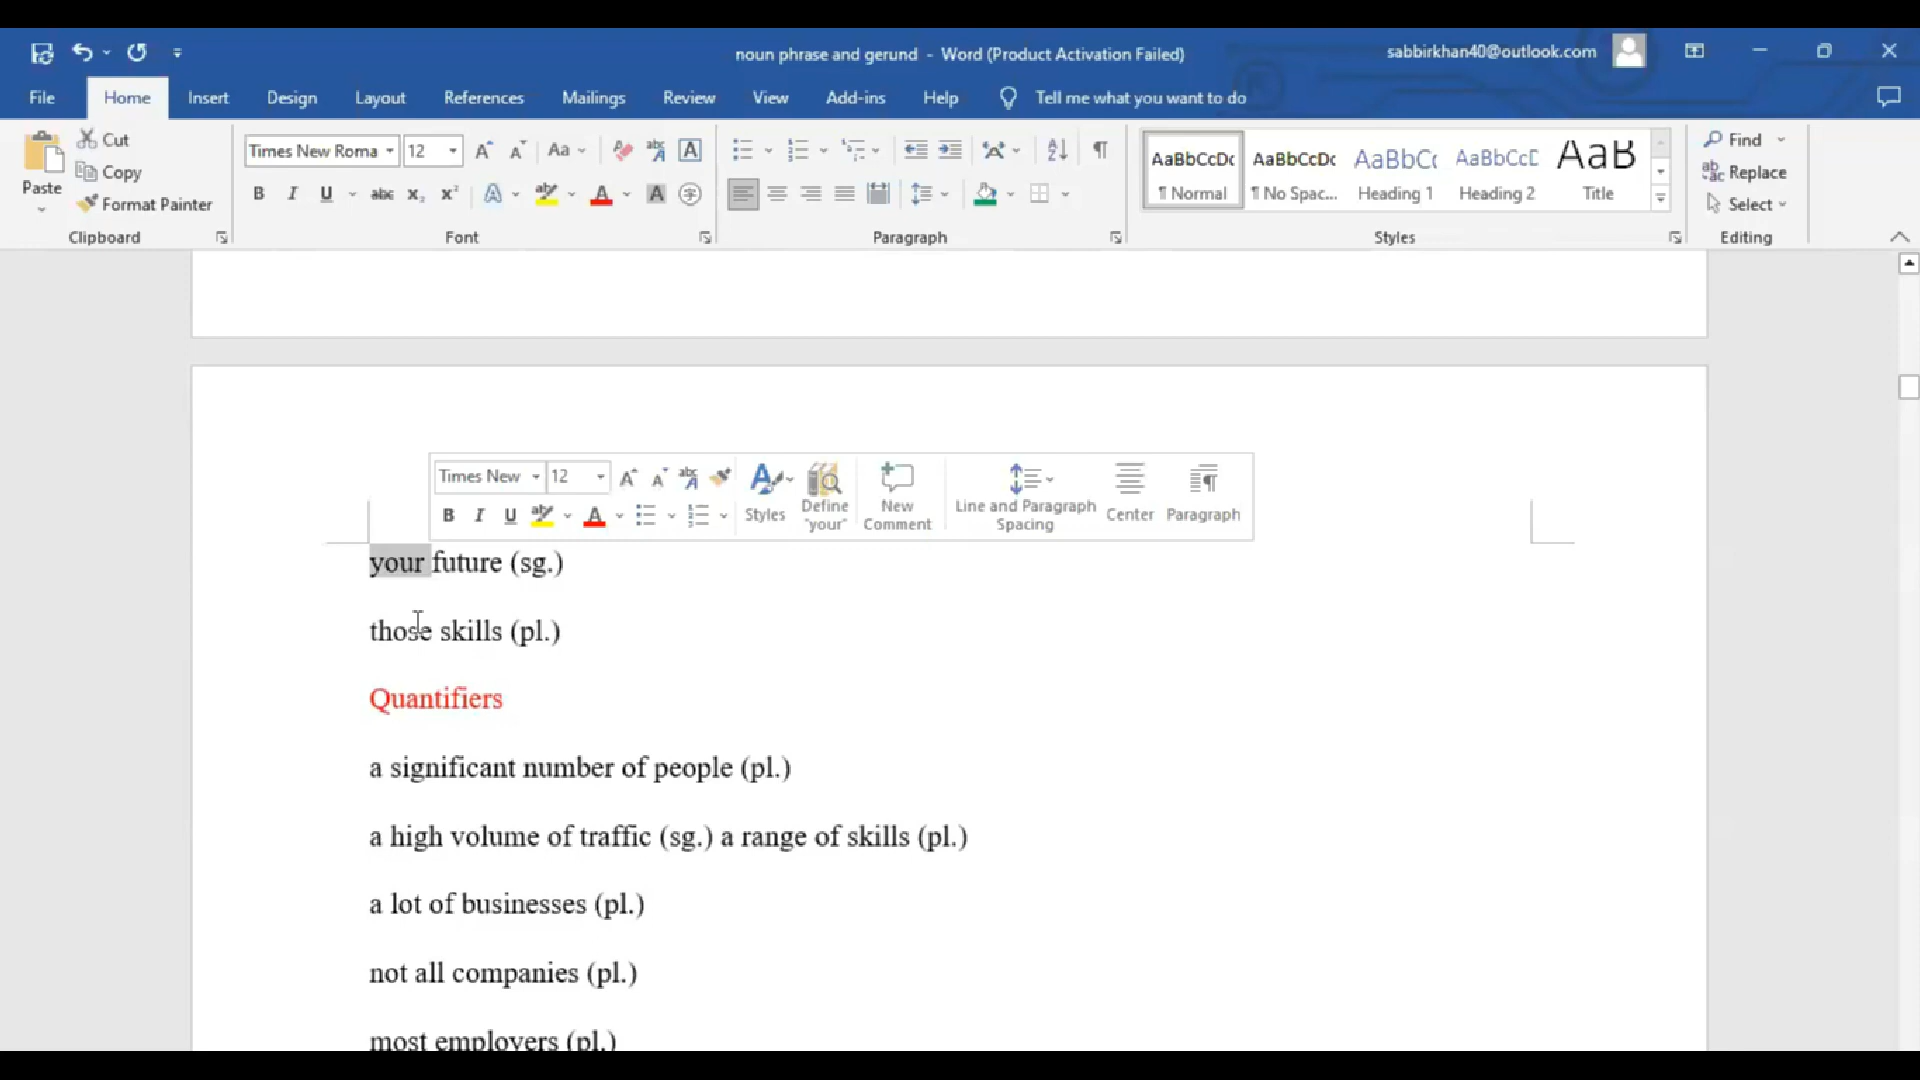 noun phrase and gerund - Word (Product Activation Failed)
sabbirkhan40@outlook.com
File Home Insert Design Layout References Mailings Review View Add-ins Help Tell me what you want to do
Cut
Copy
Format Painter
Paste
Clipboard
Times New Roma 12
Font
Paragraph
AaBbCcDc AaBbCcDc AaBbCc AaBbCcD AaB
¶ Normal ¶ No Spac... Heading 1 Heading 2 Title
Styles
Find
Replace
Select
Editing
Times New 12
Styles
Define "your"
New Comment
Line and Paragraph Spacing
Center
Paragraph
your future (sg.)
those skills (pl.)
Quantifiers
a significant number of people (pl.)
a high volume of traffic (sg.) a range of skills (pl.)
a lot of businesses (pl.)
not all companies (pl.)
most employers (pl.)